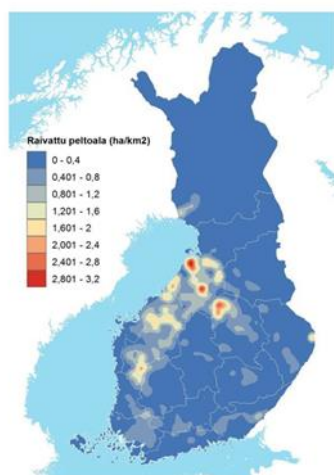 Raivattu peltoala (ha/km2)
0 - 0,4
0,401 - 0,8
0,801 - 1,2
1,201 - 1,6
1,601 - 2
2,001 - 2,4
2,401 - 2,8
2,801 - 3,2